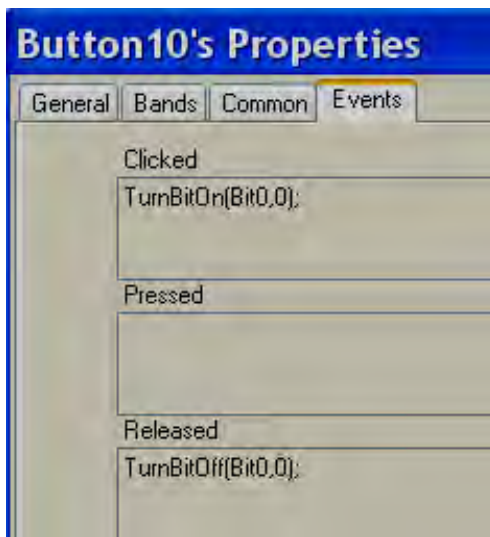 Button10's Properties
General Bands Common Events
Clicked
TurnBitOn(Bit0,0);
Pressed
Released
TurnBitOff(Bit0,0);